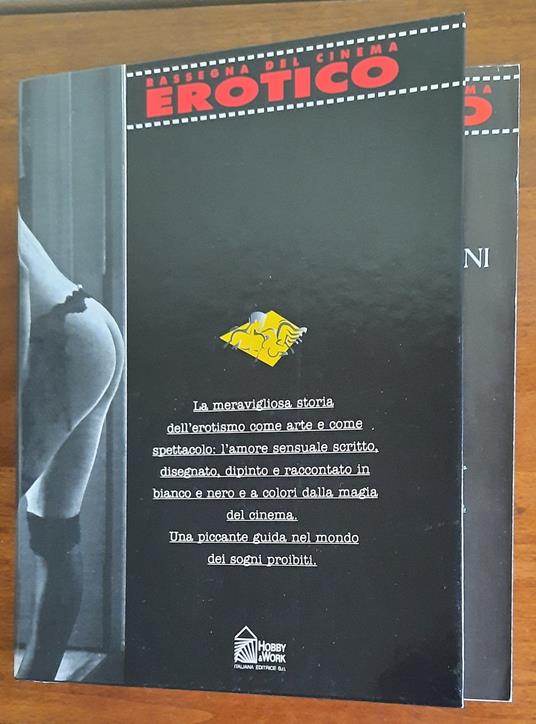 RASSEGNA DEL CINEMA
EROTICO
La meravigliosa storia
dell'erotismo come arte e come
spettacolo: l'amore sensuale scritto,
disegnato, dipinto e raccontato in
bianco e nero e a colori dalla magia
del cinema.
Una piccante guida nel mondo
dei sogni proibiti.
HOBBY
&WORK
ITALIANA EDITRICE S.r.l.
MA
O
NI